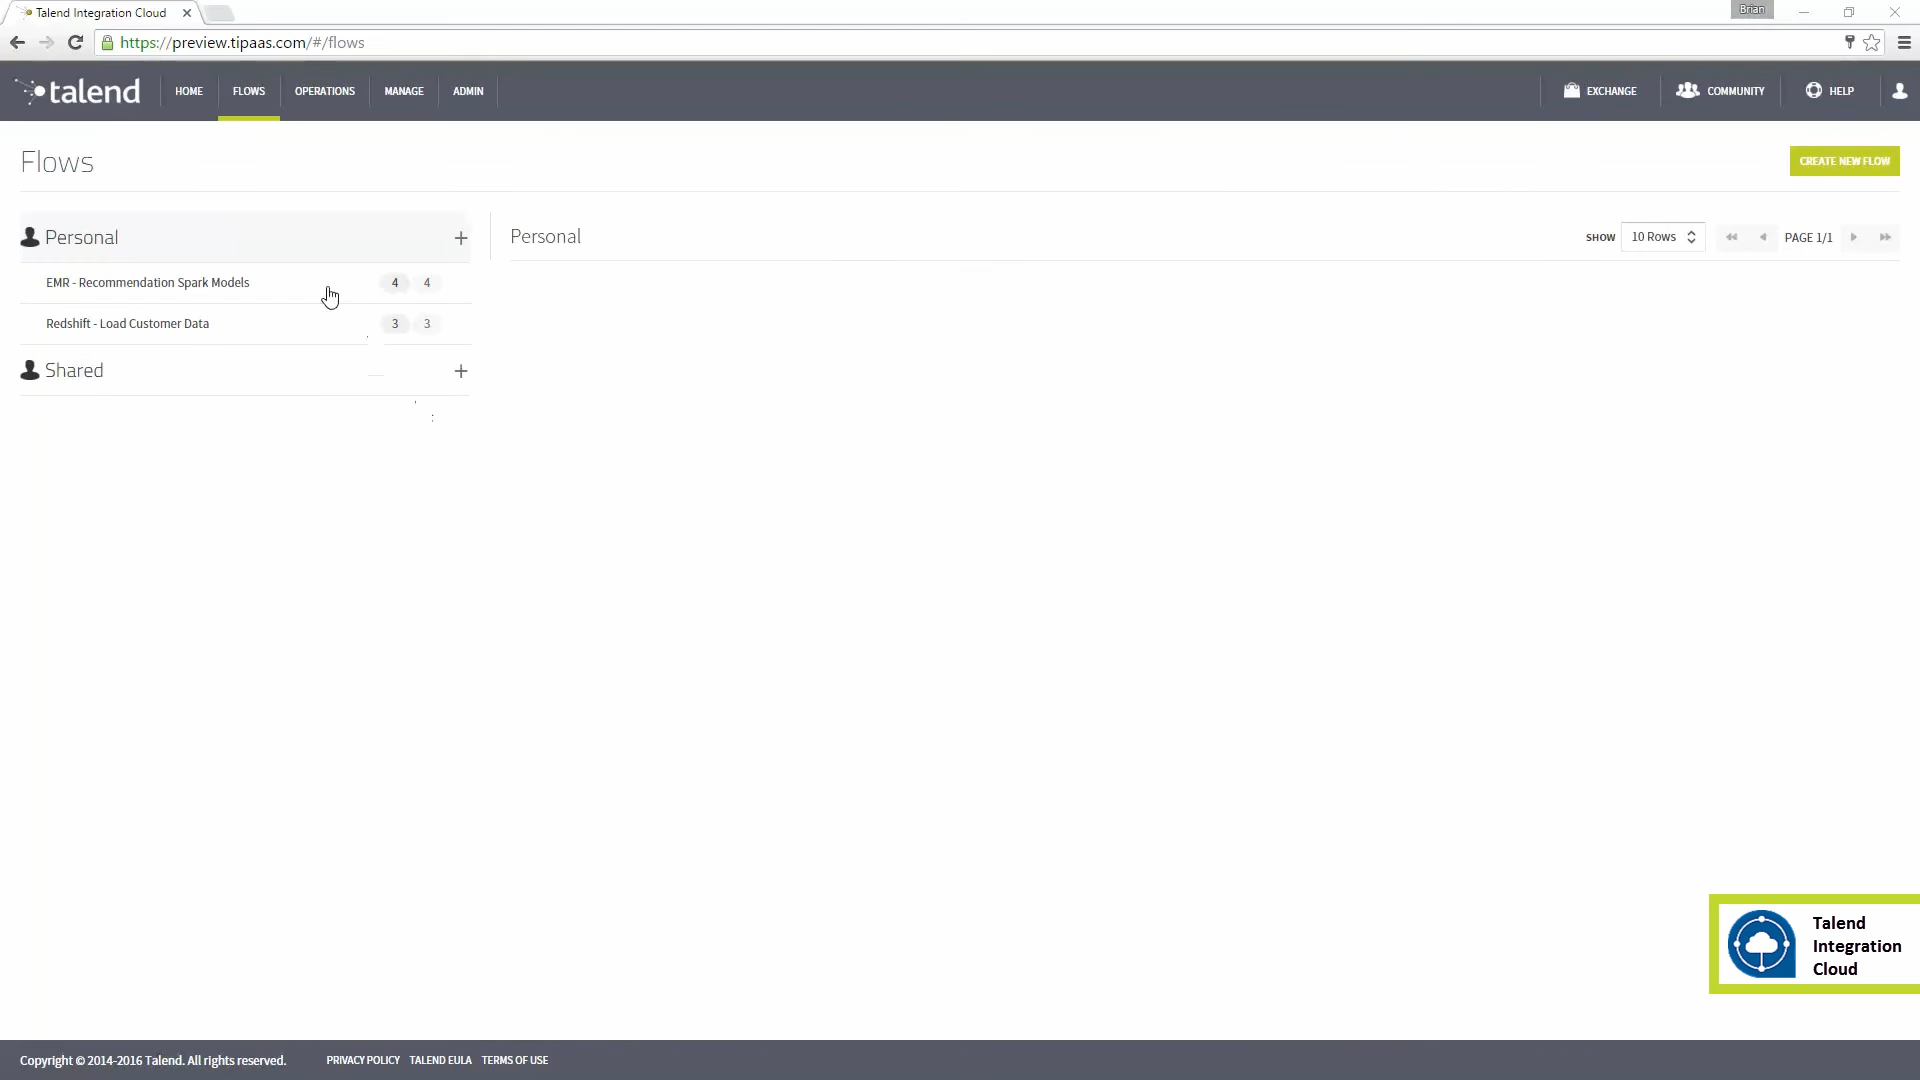 Talend Integration Cloud
Brian
https://preview.tipaas.com/#/flows
talend HOME FLOWS OPERATIONS MANAGE ADMIN EXCHANGE COMMUNITY HELP
Flows
CREATE NEW FLOW
Personal
Personal
SHOW 10 Rows PAGE 1/1
EMR - Recommendation Spark Models 4 4
Redshift - Load Customer Data 3 3
Shared
Talend
Integration
Cloud
Copyright © 2014-2016 Talend. All rights reserved. PRIVACY POLICY TALEND EULA TERMS OF USE